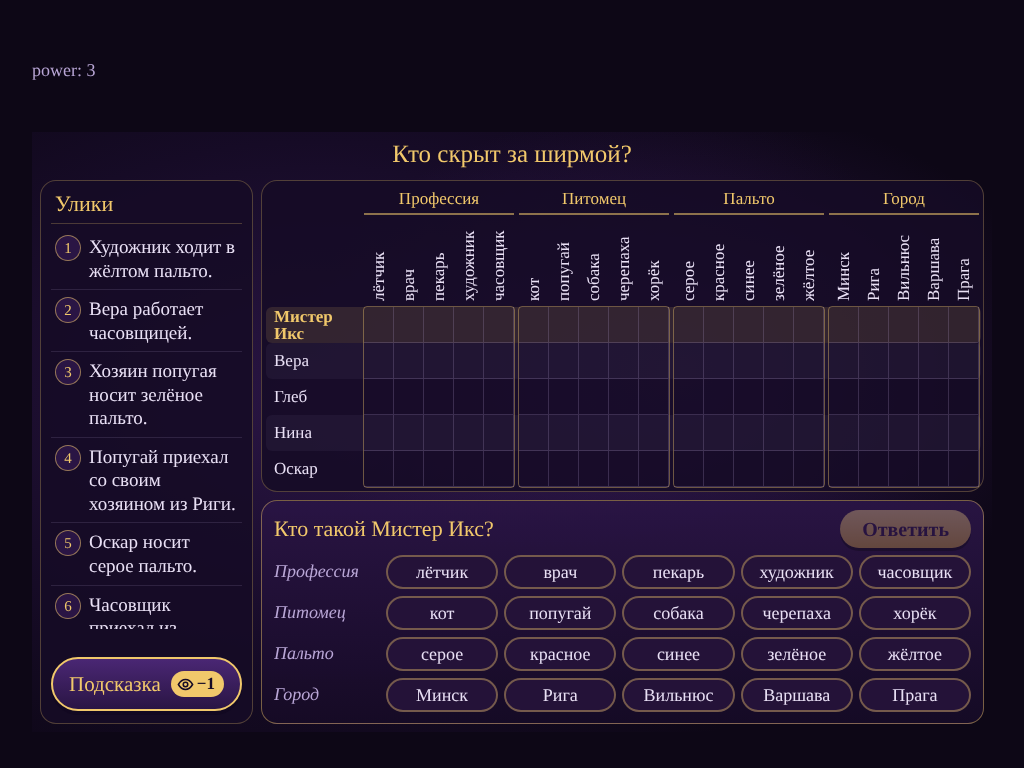 power: 3
Кто скрыт за ширмой?
Улики
1 Художник ходит в
жёлтом пальто.
2 Вера работает
часовщицей.
3 Хозяин попугая
носит зелёное
пальто.
4 Попугай приехал
со своим
хозяином из Риги.
5 Оскар носит
серое пальто.
6 Часовщик
приехал из
Подсказка −1
Профессия Питомец Пальто Город
лётчик врач пекарь художник часовщик кот попугай собака черепаха хорёк серое красное синее зелёное жёлтое Минск Рига Вильнюс Варшава Прага
Мистер
Икс
Вера
Глеб
Нина
Оскар
Кто такой Мистер Икс? Ответить
Профессия лётчик врач пекарь художник часовщик
Питомец кот попугай собака черепаха хорёк
Пальто серое красное синее зелёное жёлтое
Город Минск Рига Вильнюс Варшава Прага